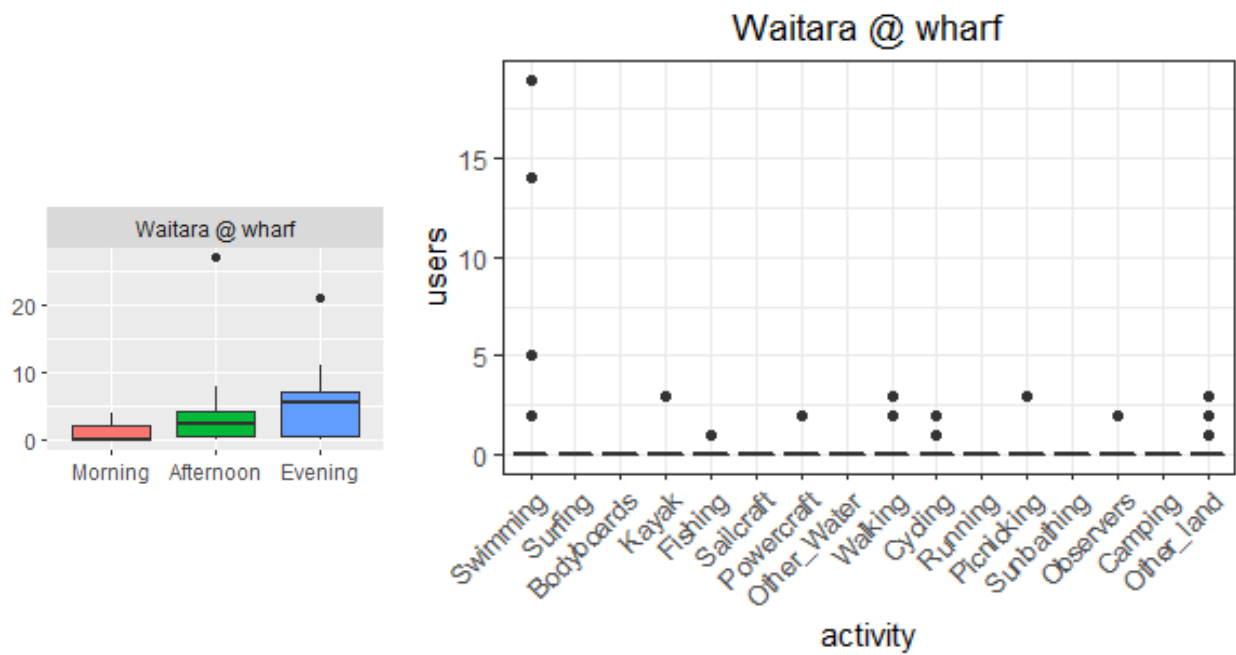 Waitara @ wharf
20
10
0
Morning Afternoon Evening
Waitara @ wharf
users
15
10
5
0
Swimming
Surfing
Bodyboards
Kayak
Fishing
Sailcraft
Powercraft
Other_Water
Walking
Cycling
Running
Picnicking
Sunbathing
Observers
Camping
Other_land
activity